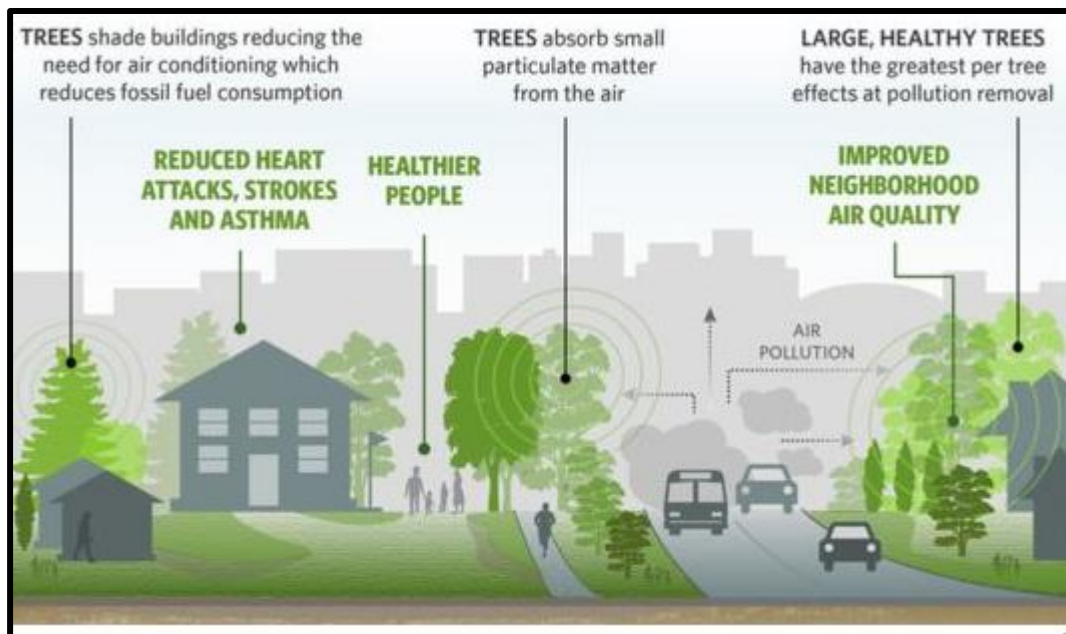 TREES shade buildings reducing the
need for air conditioning which
reduces fossil fuel consumption
TREES absorb small
particulate matter
from the air
LARGE, HEALTHY TREES
have the greatest per tree
effects at pollution removal
REDUCED HEART
ATTACKS, STROKES
AND ASTHMA
HEALTHIER
PEOPLE
IMPROVED
NEIGHBORHOOD
AIR QUALITY
AIR
POLLUTION